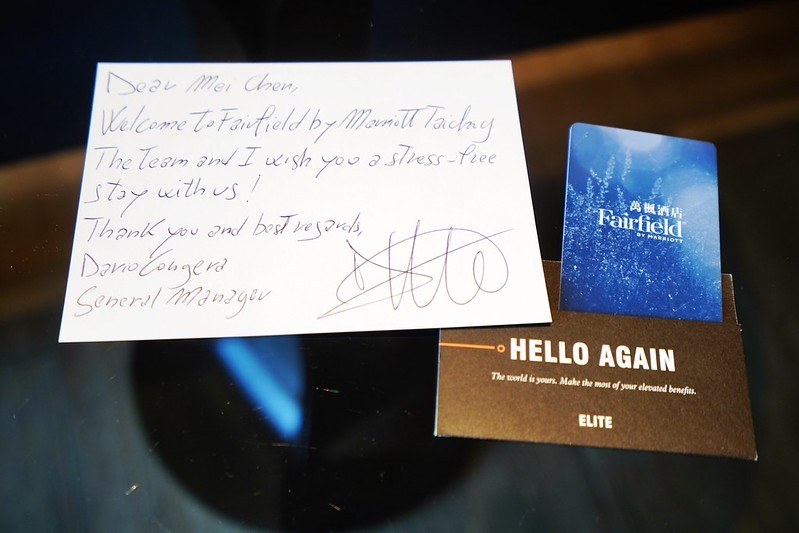 Dear Mei Chen,
Welcome to Fairfield by Marriott Taichung
The Team and I wish you a stress-free
stay with us!
Thank you and best regards,
Dario Congera
General Manager
萬楓酒店
Fairfield
BY MARRIOTT
HELLO AGAIN
The world is yours. Make the most of your elevated benefits.
ELITE